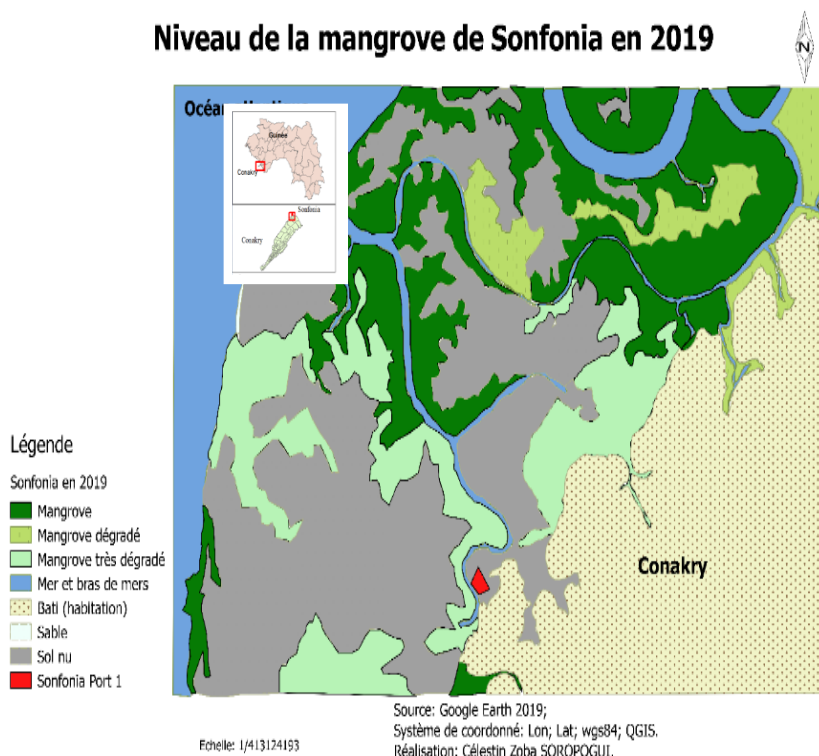 Niveau de la mangrove de Sonfonia en 2019
N
Guinée
Conakry
Sonfonia
Conakry
Conakry
Légende
Sonfonia en 2019
Mangrove
Mangrove dégradé
Mangrove très dégradé
Mer et bras de mers
Bati (habitation)
Sable
Sol nu
Sonfonia Port 1
Echelle: 1/413124193
Source: Google Earth 2019;
Système de coordonné: Lon; Lat; wgs84; QGIS.
Réalisation: Célestin Zoba SOROPOGUI.